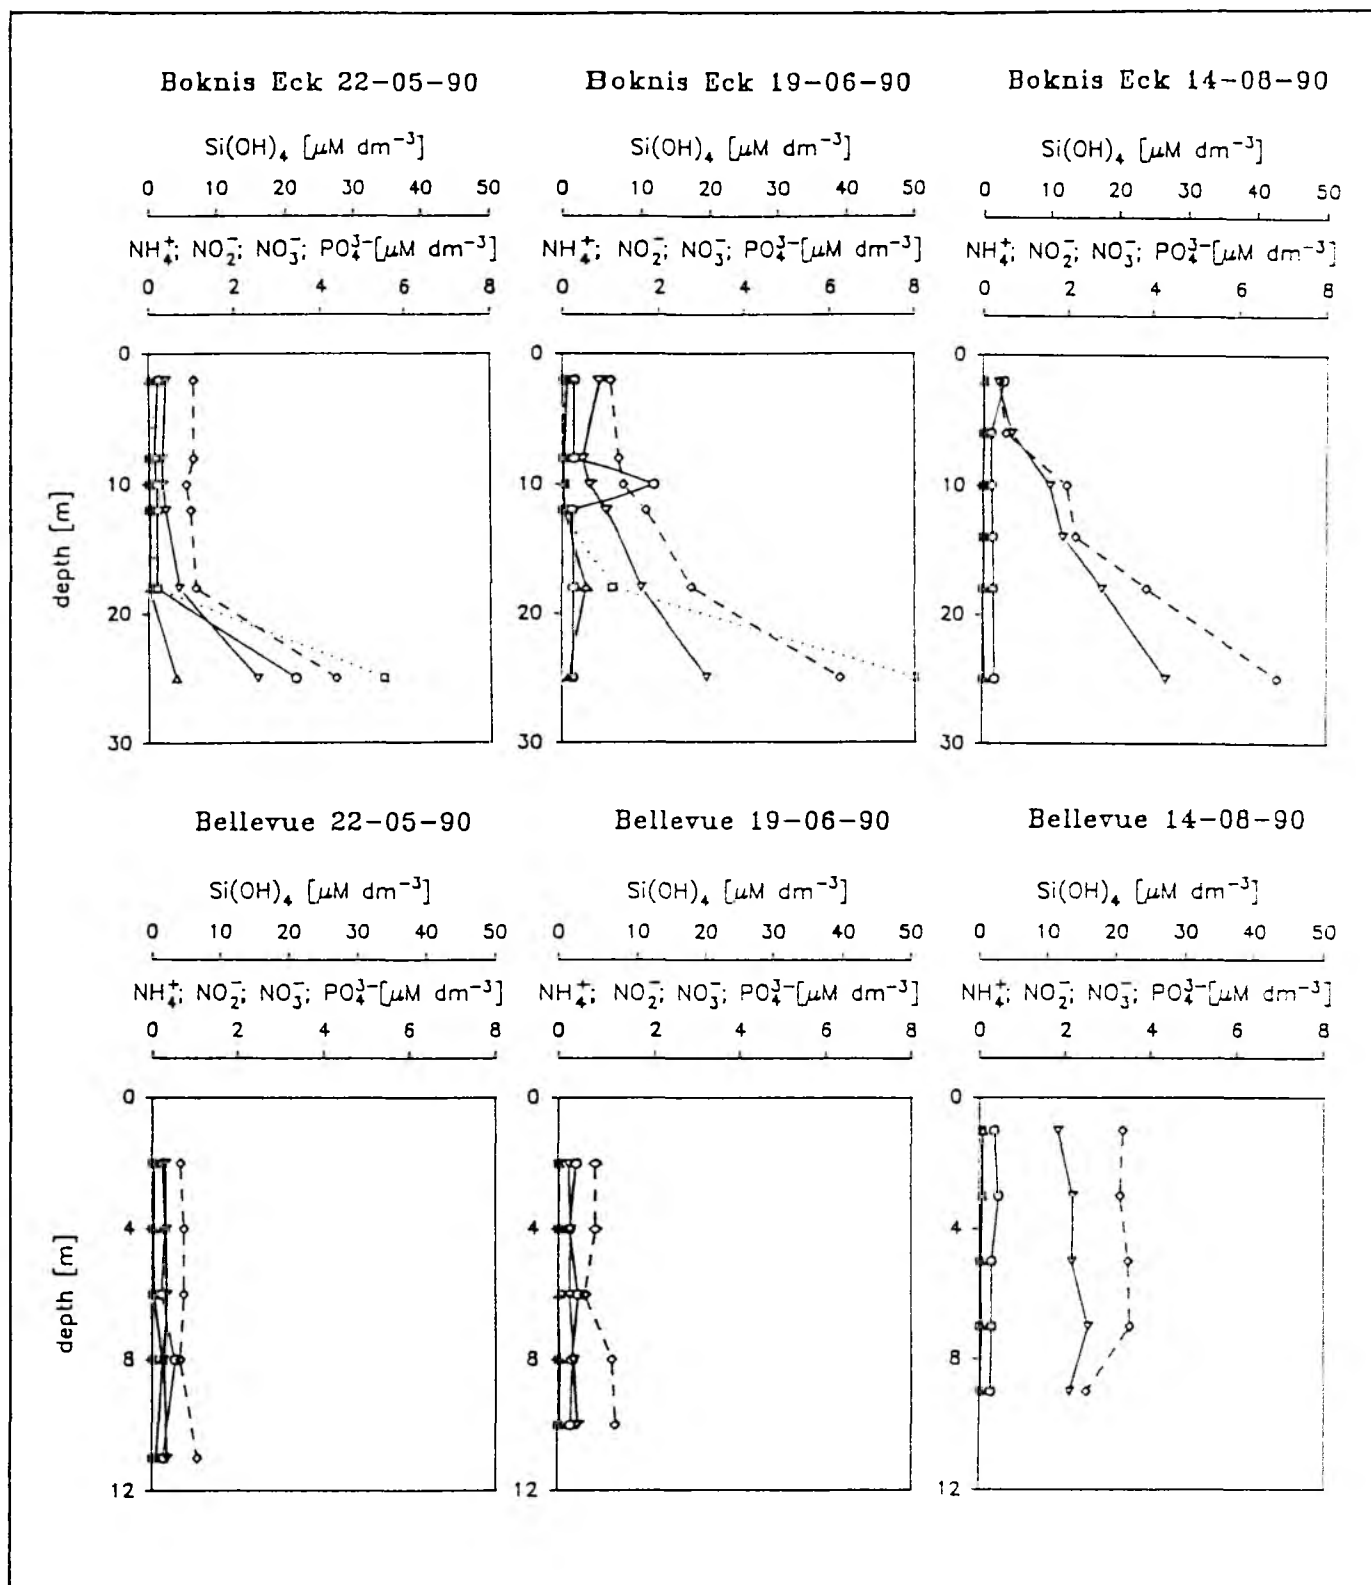 Boknis Eck 22-05-90 Boknis Eck 19-06-90 Boknis Eck 14-08-90
Si(OH)₄ [μM dm⁻³] Si(OH)₄ [μM dm⁻³] Si(OH)₄ [μM dm⁻³]
0 10 20 30 40 50 0 10 20 30 40 50 0 10 20 30 40 50
NH₄⁺; NO₂⁻; NO₃⁻; PO₄³⁻[μM dm⁻³] NH₄⁺; NO₂⁻; NO₃⁻; PO₄³⁻[μM dm⁻³] NH₄⁺; NO₂⁻; NO₃⁻; PO₄³⁻[μM dm⁻³]
0 2 4 6 8 0 2 4 6 8 0 2 4 6 8
0 0 0
10 10 10
depth [m]
20 20 20
30 30 30
Bellevue 22-05-90 Bellevue 19-06-90 Bellevue 14-08-90
Si(OH)₄ [μM dm⁻³] Si(OH)₄ [μM dm⁻³] Si(OH)₄ [μM dm⁻³]
0 10 20 30 40 50 0 10 20 30 40 50 0 10 20 30 40 50
NH₄⁺; NO₂⁻; NO₃⁻; PO₄³⁻[μM dm⁻³] NH₄⁺; NO₂⁻; NO₃⁻; PO₄³⁻[μM dm⁻³] NH₄⁺; NO₂⁻; NO₃⁻; PO₄³⁻[μM dm⁻³]
0 2 4 6 8 0 2 4 6 8 0 2 4 6 8
0 0 0
4 4 4
depth [m]
8 8 8
12 12 12